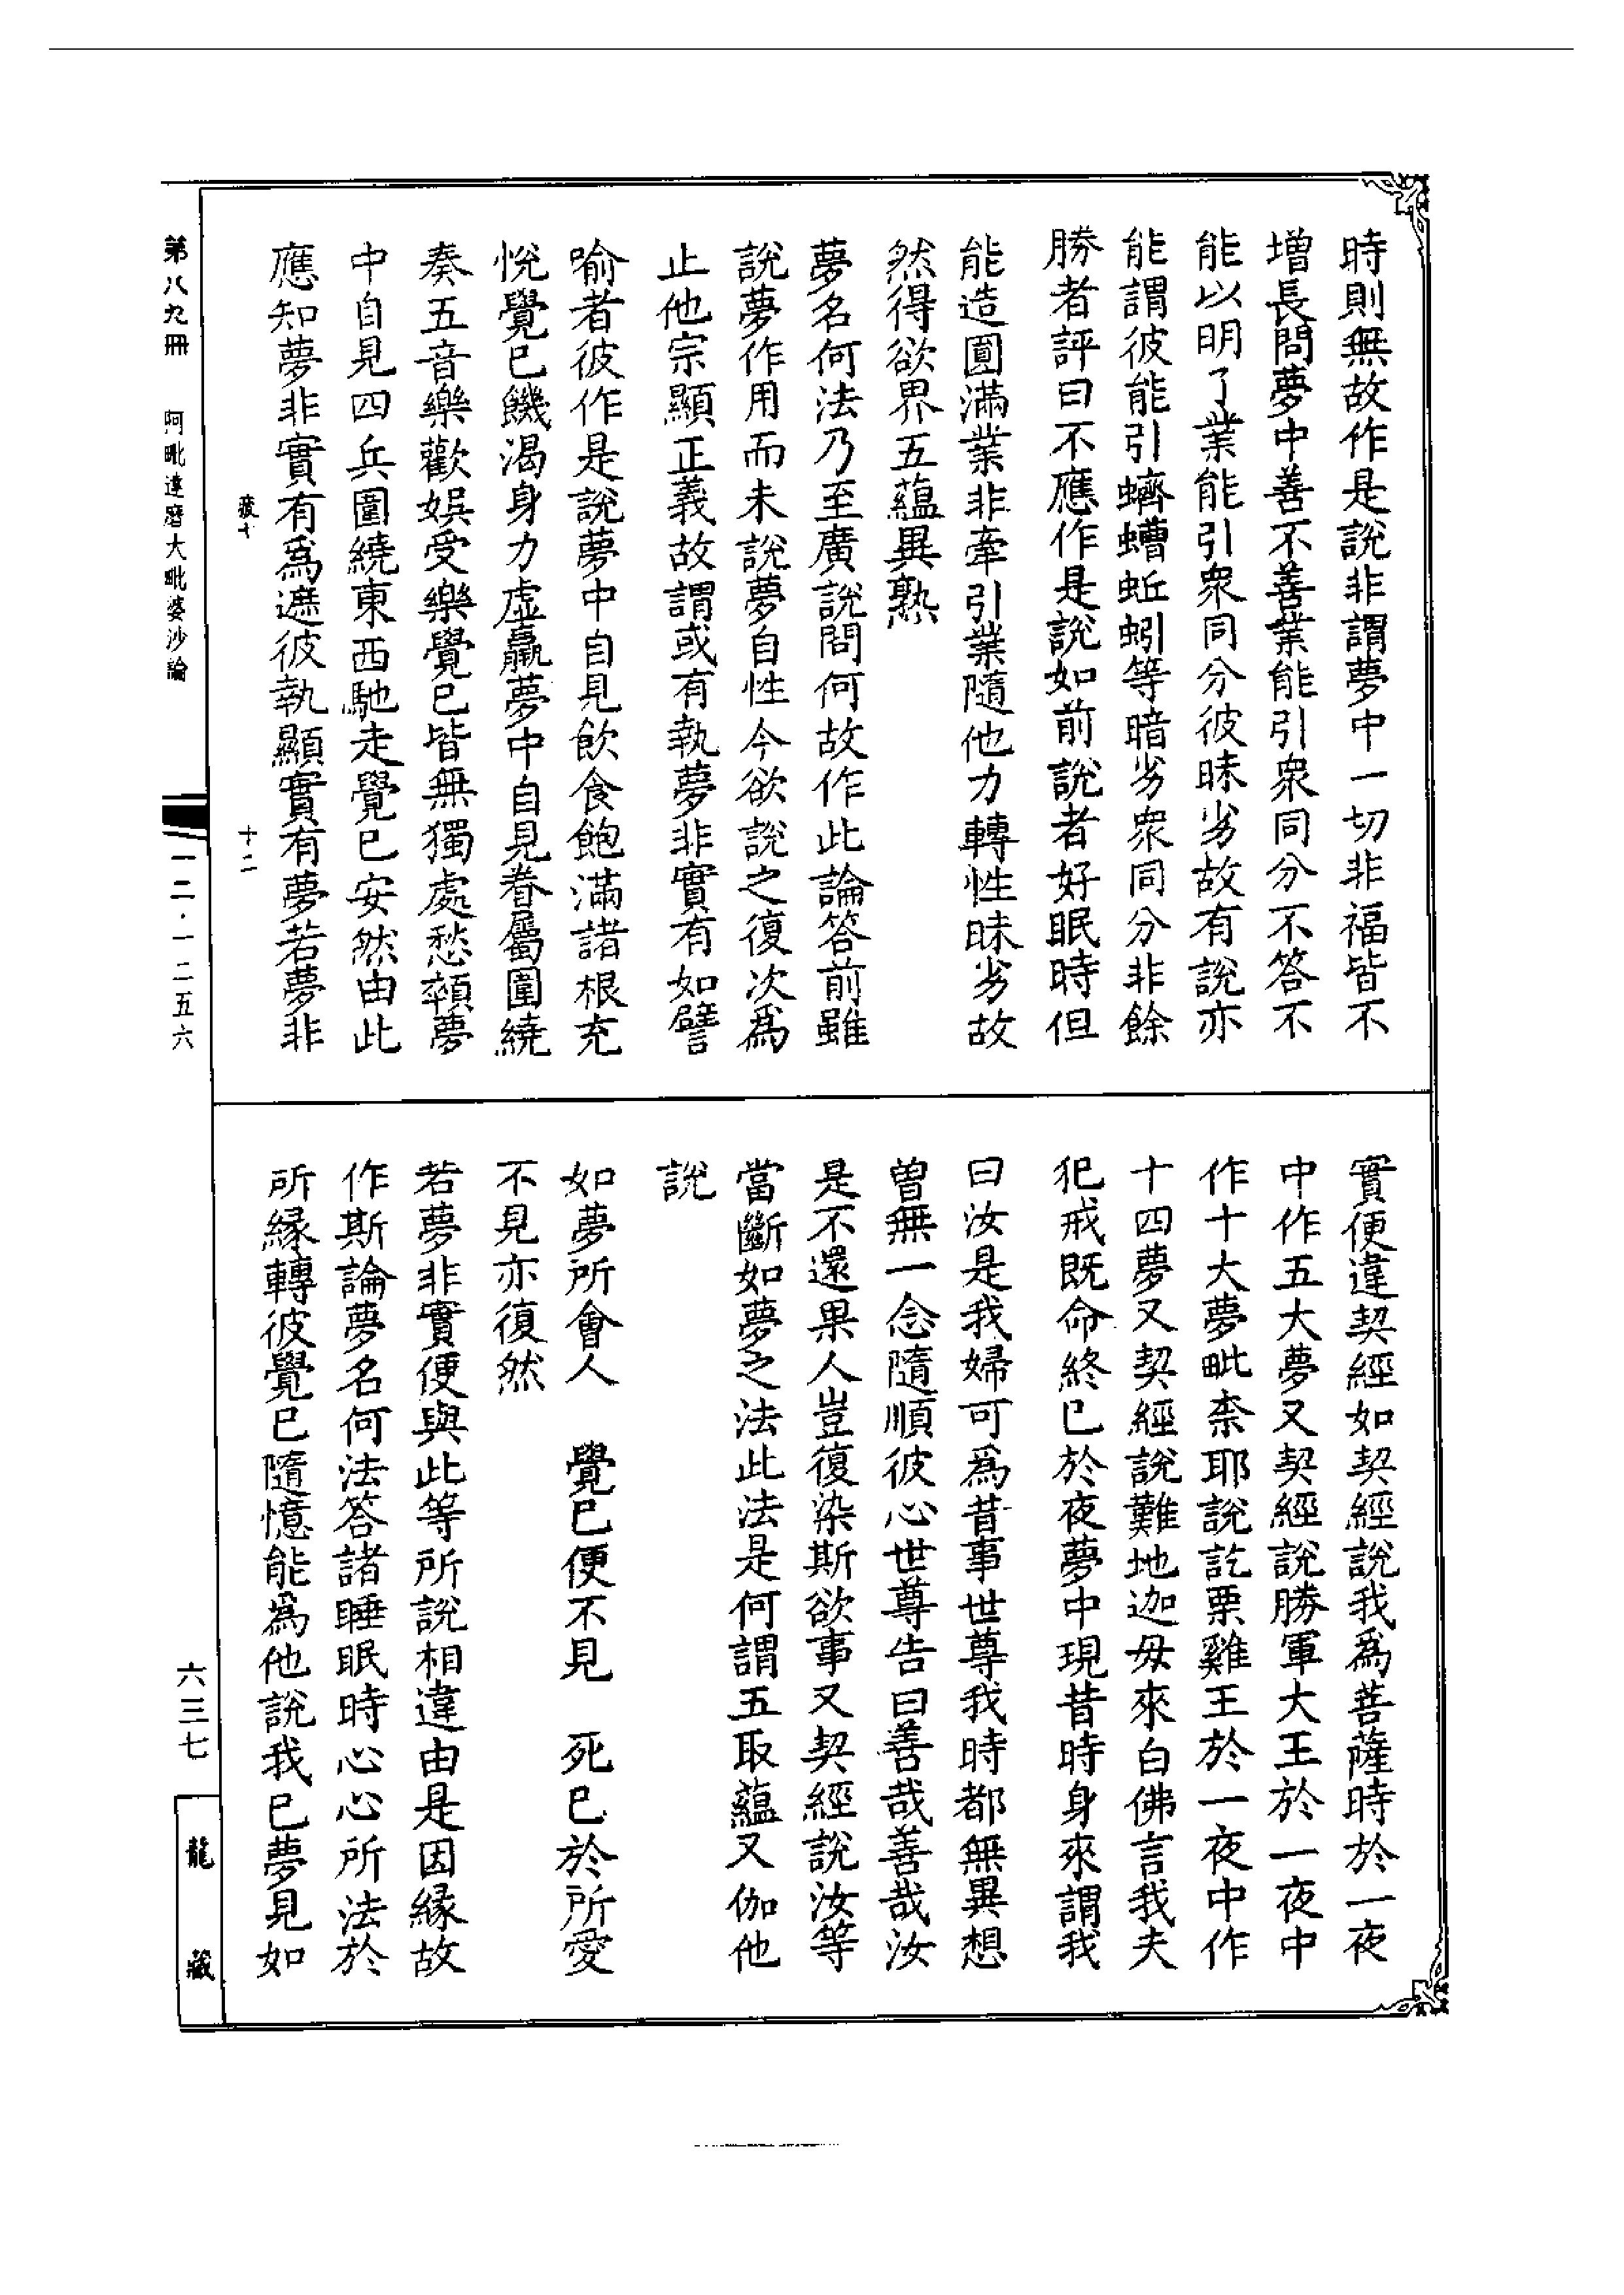 時則無故作是說非謂夢中一切非福皆不
增長問夢中善不善業能引衆同分不答不
能以明了業能引衆同分彼昧劣故有說亦
能謂彼能引蠐螬蚯蚓等暗劣衆同分非餘
勝者評曰不應作是說如前說者好眠時但
能造圓滿業非牽引業隨他力轉性昧劣故
然得欲界五蘊異熟
夢名何法乃至廣說問何故作此論答前雖
說夢作用而未說夢自性今欲說之復次為
止他宗顯正義故謂或有執夢非實有如譬
喻者彼作是說夢中自見飲食飽滿諸根充
悅覺已饑渴身力虛羸夢中自見眷屬圍繞
奏五音樂歡娛受樂覺已皆無獨處愁顇夢
中自見四兵圍繞東西馳走覺已安然由此
應知夢非實有為遮彼執顯實有夢若夢非
實便違契經如契經說我為菩薩時於一夜
中作五大夢又契經說勝軍大王於一夜中
作十大夢毗柰耶說訖栗雞王於一夜中作
十四夢又契經說難地迦母來白佛言我夫
犯戒既命終已於夜夢中現昔時身來謂我
曰汝是我婦可為昔事世尊我時都無異想
曾無一念隨順彼心世尊告曰善哉善哉汝
是不還果人豈復染斯欲事又契經說汝等
當斷如夢之法此法是何謂五取蘊又伽他
說
如夢所會人　覺已便不見　死已於所愛
不見亦復然
若夢非實便與此等所說相違由是因緣故
作斯論夢名何法答諸睡眠時心心所法於
所緣轉彼覺已隨憶能為他說我已夢見如
疲十　十二
第八九冊　阿毗達磨大毗婆沙論　一二·一二五六
六三七　龍藏